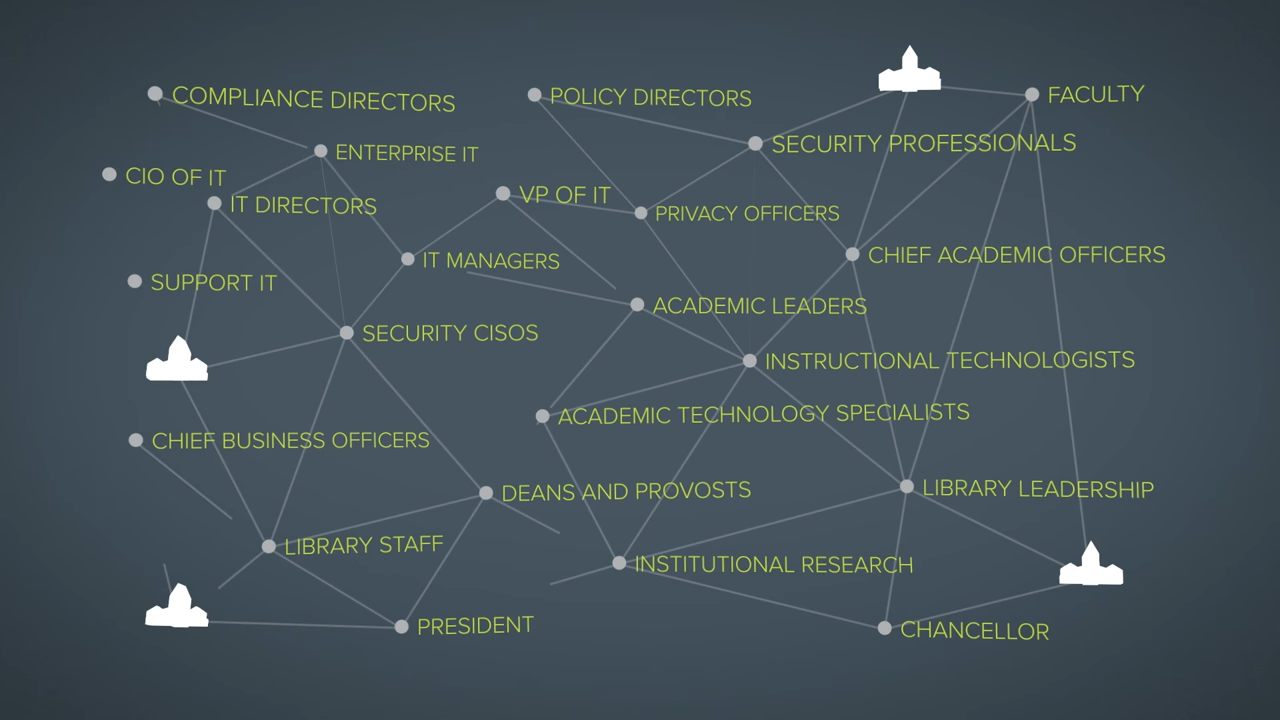 COMPLIANCE DIRECTORS
POLICY DIRECTORS
FACULTY
SECURITY PROFESSIONALS
ENTERPRISE IT
CIO OF IT
VP OF IT
IT DIRECTORS
PRIVACY OFFICERS
CHIEF ACADEMIC OFFICERS
IT MANAGERS
SUPPORT IT
ACADEMIC LEADERS
SECURITY CISOS
INSTRUCTIONAL TECHNOLOGISTS
ACADEMIC TECHNOLOGY SPECIALISTS
CHIEF BUSINESS OFFICERS
DEANS AND PROVOSTS
LIBRARY LEADERSHIP
LIBRARY STAFF
INSTITUTIONAL RESEARCH
PRESIDENT
CHANCELLOR